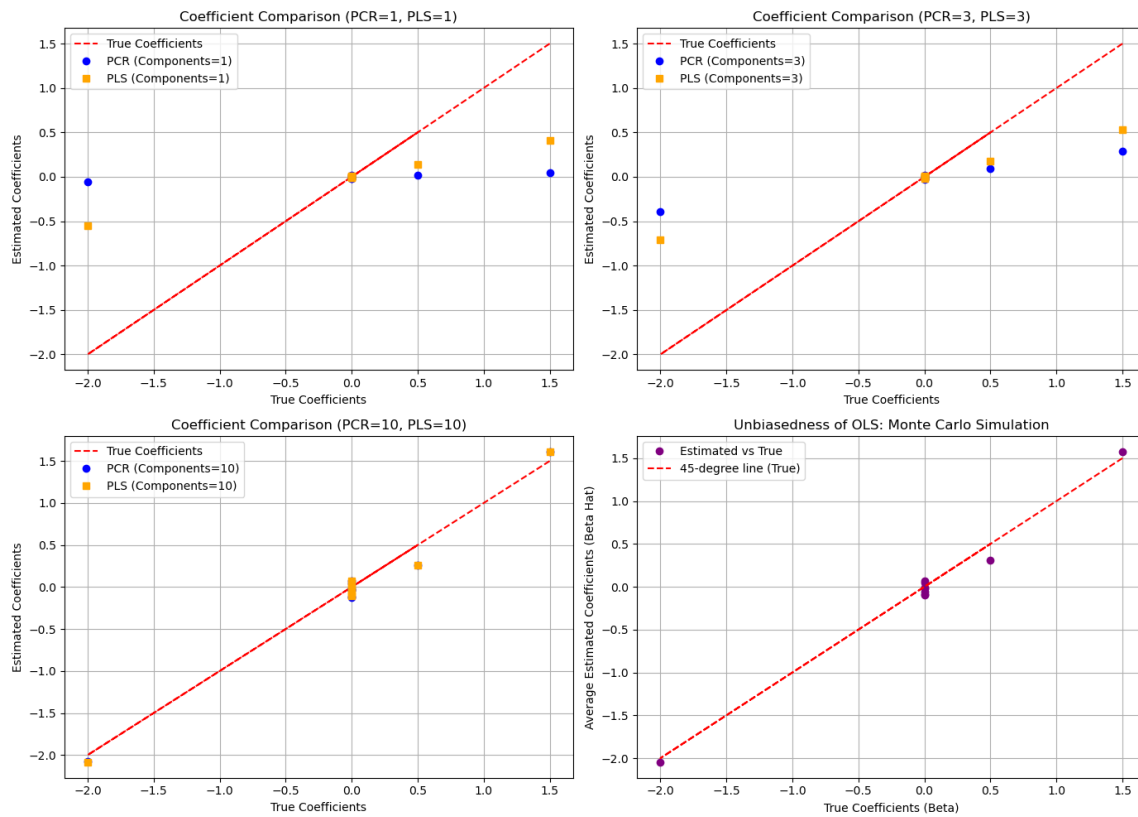 Coefficient Comparison (PCR=1, PLS=1)
True Coefficients
PCR (Components=1)
PLS (Components=1)
Estimated Coefficients
1.5
1.0
0.5
0.0
−0.5
−1.0
−1.5
−2.0
−2.0 −1.5 −1.0 −0.5 0.0 0.5 1.0 1.5
True Coefficients
Coefficient Comparison (PCR=3, PLS=3)
True Coefficients
PCR (Components=3)
PLS (Components=3)
Estimated Coefficients
1.5
1.0
0.5
0.0
−0.5
−1.0
−1.5
−2.0
−2.0 −1.5 −1.0 −0.5 0.0 0.5 1.0 1.5
True Coefficients
Coefficient Comparison (PCR=10, PLS=10)
True Coefficients
PCR (Components=10)
PLS (Components=10)
Estimated Coefficients
1.5
1.0
0.5
0.0
−0.5
−1.0
−1.5
−2.0
−2.0 −1.5 −1.0 −0.5 0.0 0.5 1.0 1.5
True Coefficients
Unbiasedness of OLS: Monte Carlo Simulation
Estimated vs True
45-degree line (True)
Average Estimated Coefficients (Beta Hat)
1.5
1.0
0.5
0.0
−0.5
−1.0
−1.5
−2.0
−2.0 −1.5 −1.0 −0.5 0.0 0.5 1.0 1.5
True Coefficients (Beta)